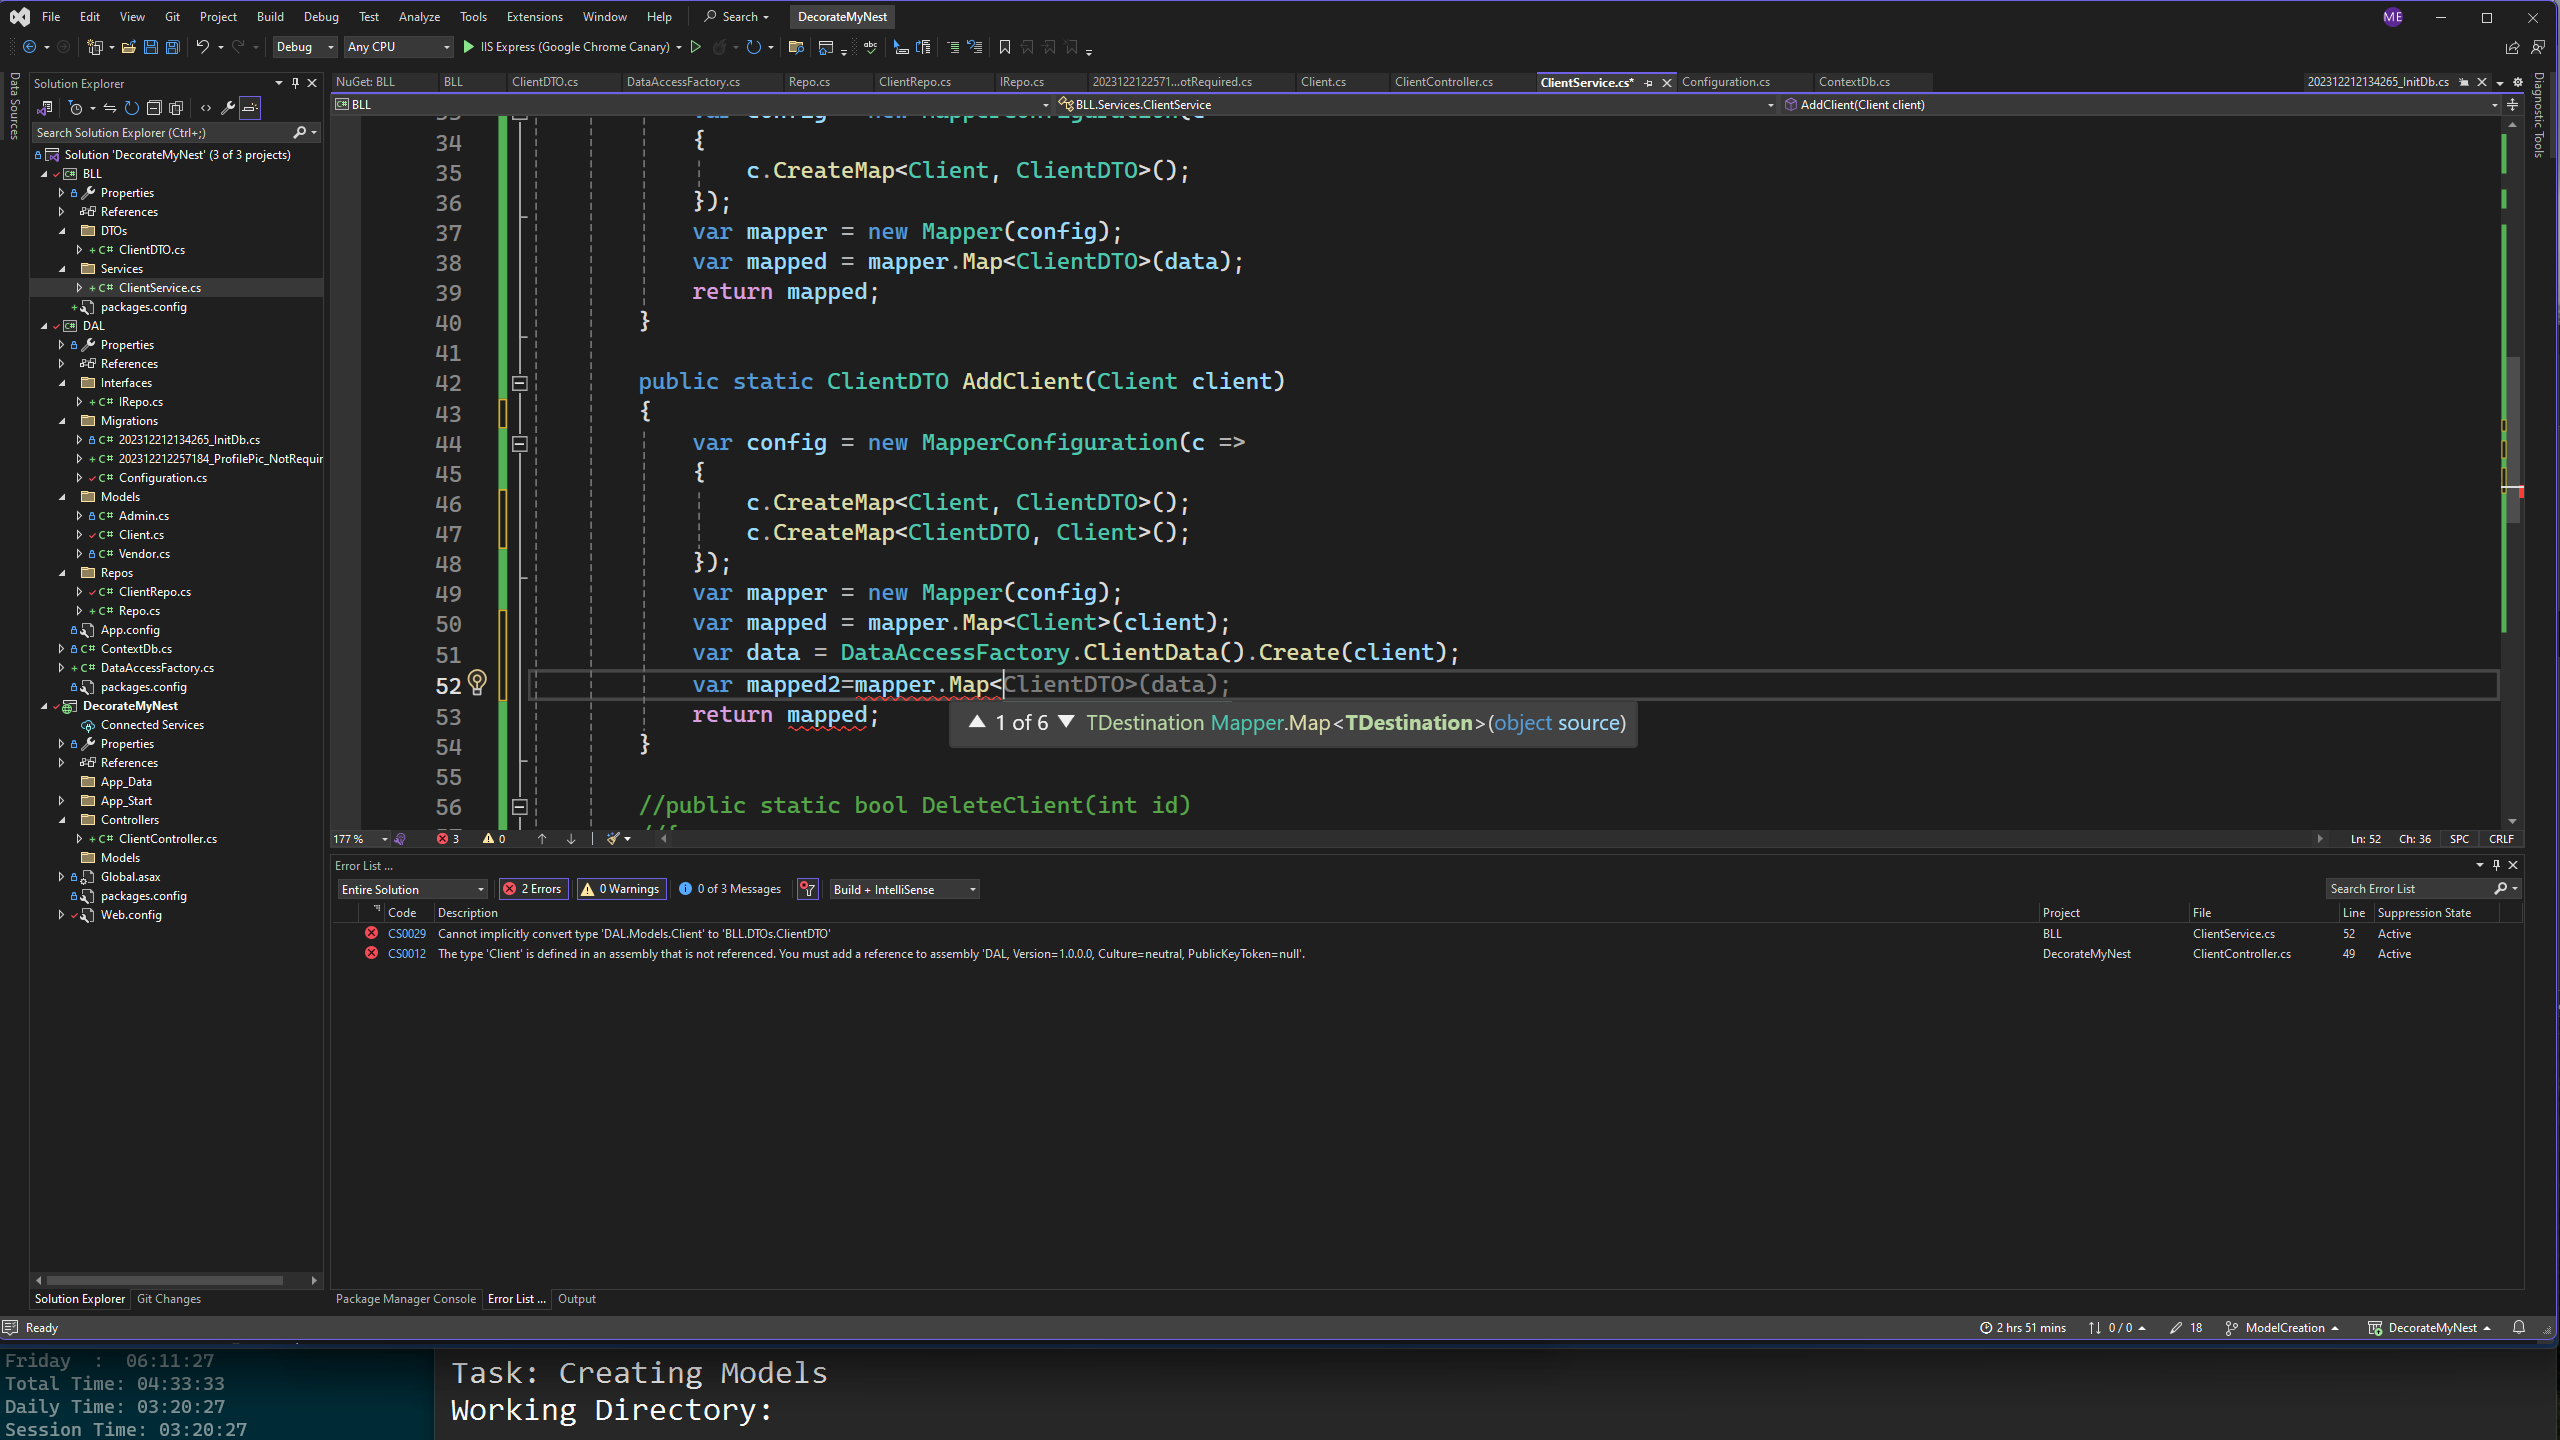 File Edit View Git Project Build Debug Test Analyze Tools Extensions Window Help Search DecorateMyNest ME
Debug Any CPU IIS Express (Google Chrome Canary)
Data Sources
Solution Explorer
Search Solution Explorer (Ctrl+;)
Solution 'DecorateMyNest' (3 of 3 projects)
BLL
Properties
References
DTOs
C# ClientDTO.cs
Services
C# ClientService.cs
packages.config
DAL
Properties
References
Interfaces
C# IRepo.cs
Migrations
C# 202312212134265_InitDb.cs
C# 202312212257184_ProfilePic_NotRequir
C# Configuration.cs
Models
C# Admin.cs
C# Client.cs
C# Vendor.cs
Repos
C# ClientRepo.cs
C# Repo.cs
App.config
C# ContextDb.cs
C# DataAccessFactory.cs
packages.config
DecorateMyNest
Connected Services
Properties
References
App_Data
App_Start
Controllers
C# ClientController.cs
Models
Global.asax
packages.config
Web.config
Solution Explorer Git Changes
NuGet: BLL BLL ClientDTO.cs DataAccessFactory.cs Repo.cs ClientRepo.cs IRepo.cs 2023122122571...otRequired.cs Client.cs ClientController.cs ClientService.cs* Configuration.cs ContextDb.cs 202312212134265_InitDb.cs
C# BLL BLL.Services.ClientService AddClient(Client client)
Diagnostic Tools
34 {
35 c.CreateMap<Client, ClientDTO>();
36 });
37 var mapper = new Mapper(config);
38 var mapped = mapper.Map<ClientDTO>(data);
39 return mapped;
40 }
41
42 public static ClientDTO AddClient(Client client)
43 {
44 var config = new MapperConfiguration(c =>
45 {
46 c.CreateMap<Client, ClientDTO>();
47 c.CreateMap<ClientDTO, Client>();
48 });
49 var mapper = new Mapper(config);
50 var mapped = mapper.Map<Client>(client);
51 var data = DataAccessFactory.ClientData().Create(client);
52 var mapped2=mapper.Map<ClientDTO>(data);
53 return mapped;
1 of 6 TDestination Mapper.Map<TDestination>(object source)
54 }
55
56 //public static bool DeleteClient(int id)
177 % 3 0 Ln: 52 Ch: 36 SPC CRLF
Error List ...
Entire Solution 2 Errors 0 Warnings 0 of 3 Messages Build + IntelliSense Search Error List
Code Description Project File Line Suppression State
CS0029 Cannot implicitly convert type 'DAL.Models.Client' to 'BLL.DTOs.ClientDTO' BLL ClientService.cs 52 Active
CS0012 The type 'Client' is defined in an assembly that is not referenced. You must add a reference to assembly 'DAL, Version=1.0.0.0, Culture=neutral, PublicKeyToken=null'. DecorateMyNest ClientController.cs 49 Active
Package Manager Console Error List ... Output
Ready 2 hrs 51 mins 0 / 0 18 ModelCreation DecorateMyNest
Friday : 06:11:27
Total Time: 04:33:33
Daily Time: 03:20:27
Session Time: 03:20:27
Task: Creating Models
Working Directory: